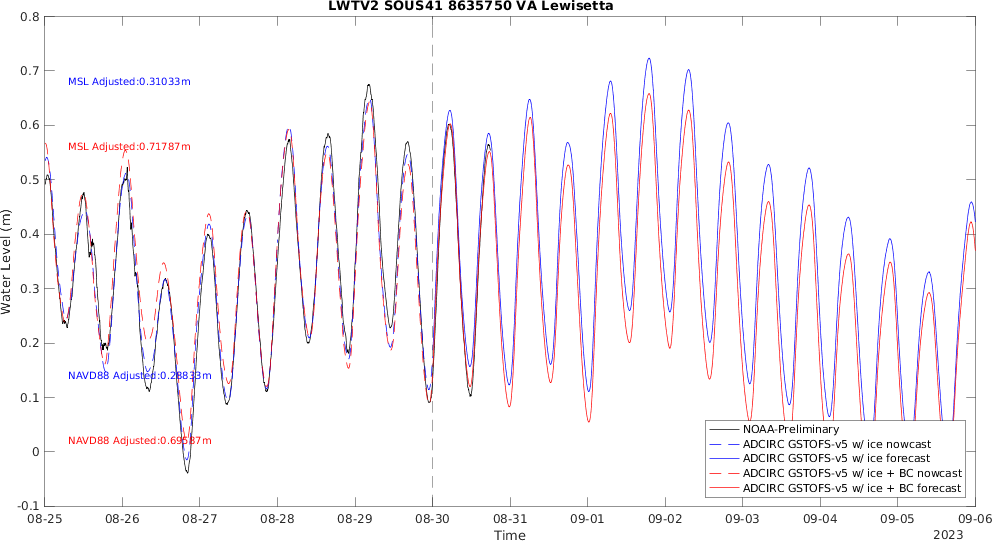 LWTV2 SOUS41 8635750 VA Lewisetta
Water Level (m)
0.8
0.7
0.6
0.5
0.4
0.3
0.2
0.1
0
-0.1
MSL Adjusted:0.31033m
MSL Adjusted:0.71787m
NAVD88 Adjusted:0.28833m
NAVD88 Adjusted:0.69587m
NOAA-Preliminary
ADCIRC GSTOFS-v5 w/ ice nowcast
ADCIRC GSTOFS-v5 w/ ice forecast
ADCIRC GSTOFS-v5 w/ ice + BC nowcast
ADCIRC GSTOFS-v5 w/ ice + BC forecast
08-25 08-26 08-27 08-28 08-29 08-30 08-31 09-01 09-02 09-03 09-04 09-05 09-06
Time
2023